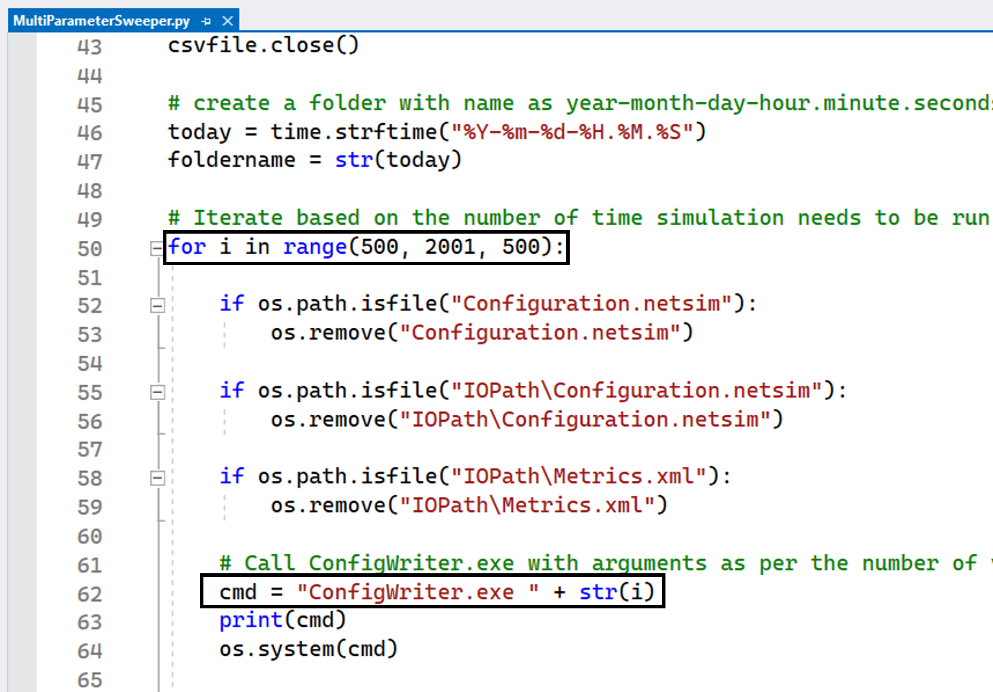 MultiParameterSweeper.py
43 csvfile.close()
44
45 # create a folder with name as year-month-day-hour.minute.seconds
46 today = time.strftime("%Y-%m-%d-%H.%M.%S")
47 foldername = str(today)
48
49 # Iterate based on the number of time simulation needs to be run
50 for i in range(500, 2001, 500):
51
52 if os.path.isfile("Configuration.netsim"):
53 os.remove("Configuration.netsim")
54
55 if os.path.isfile("IOPath\Configuration.netsim"):
56 os.remove("IOPath\Configuration.netsim")
57
58 if os.path.isfile("IOPath\Metrics.xml"):
59 os.remove("IOPath\Metrics.xml")
60
61 # Call ConfigWriter.exe with arguments as per the number of
62 cmd = "ConfigWriter.exe " + str(i)
63 print(cmd)
64 os.system(cmd)
65